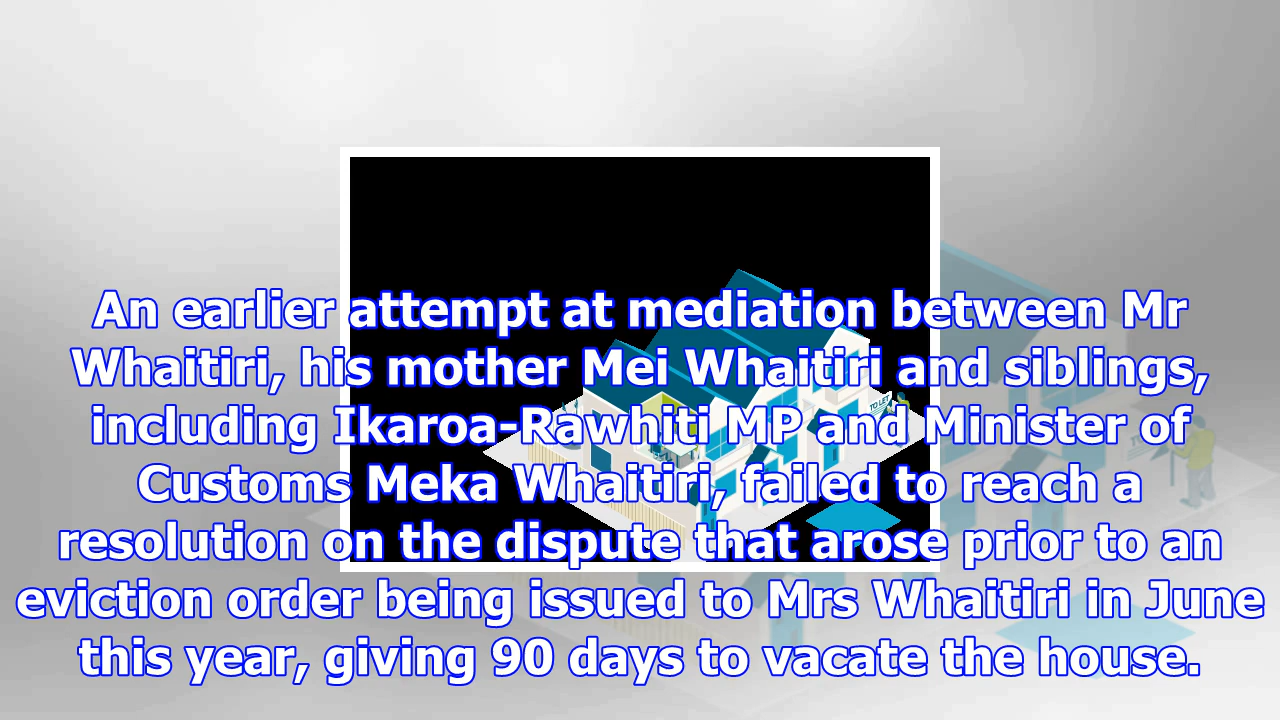 An earlier attempt at mediation between Mr
Whaitiri, his mother Mei Whaitiri and siblings,
including Ikaroa-Rawhiti MP and Minister of
Customs Meka Whaitiri, failed to reach a
resolution on the dispute that arose prior to an
eviction order being issued to Mrs Whaitiri in June
this year, giving 90 days to vacate the house.
TO LET